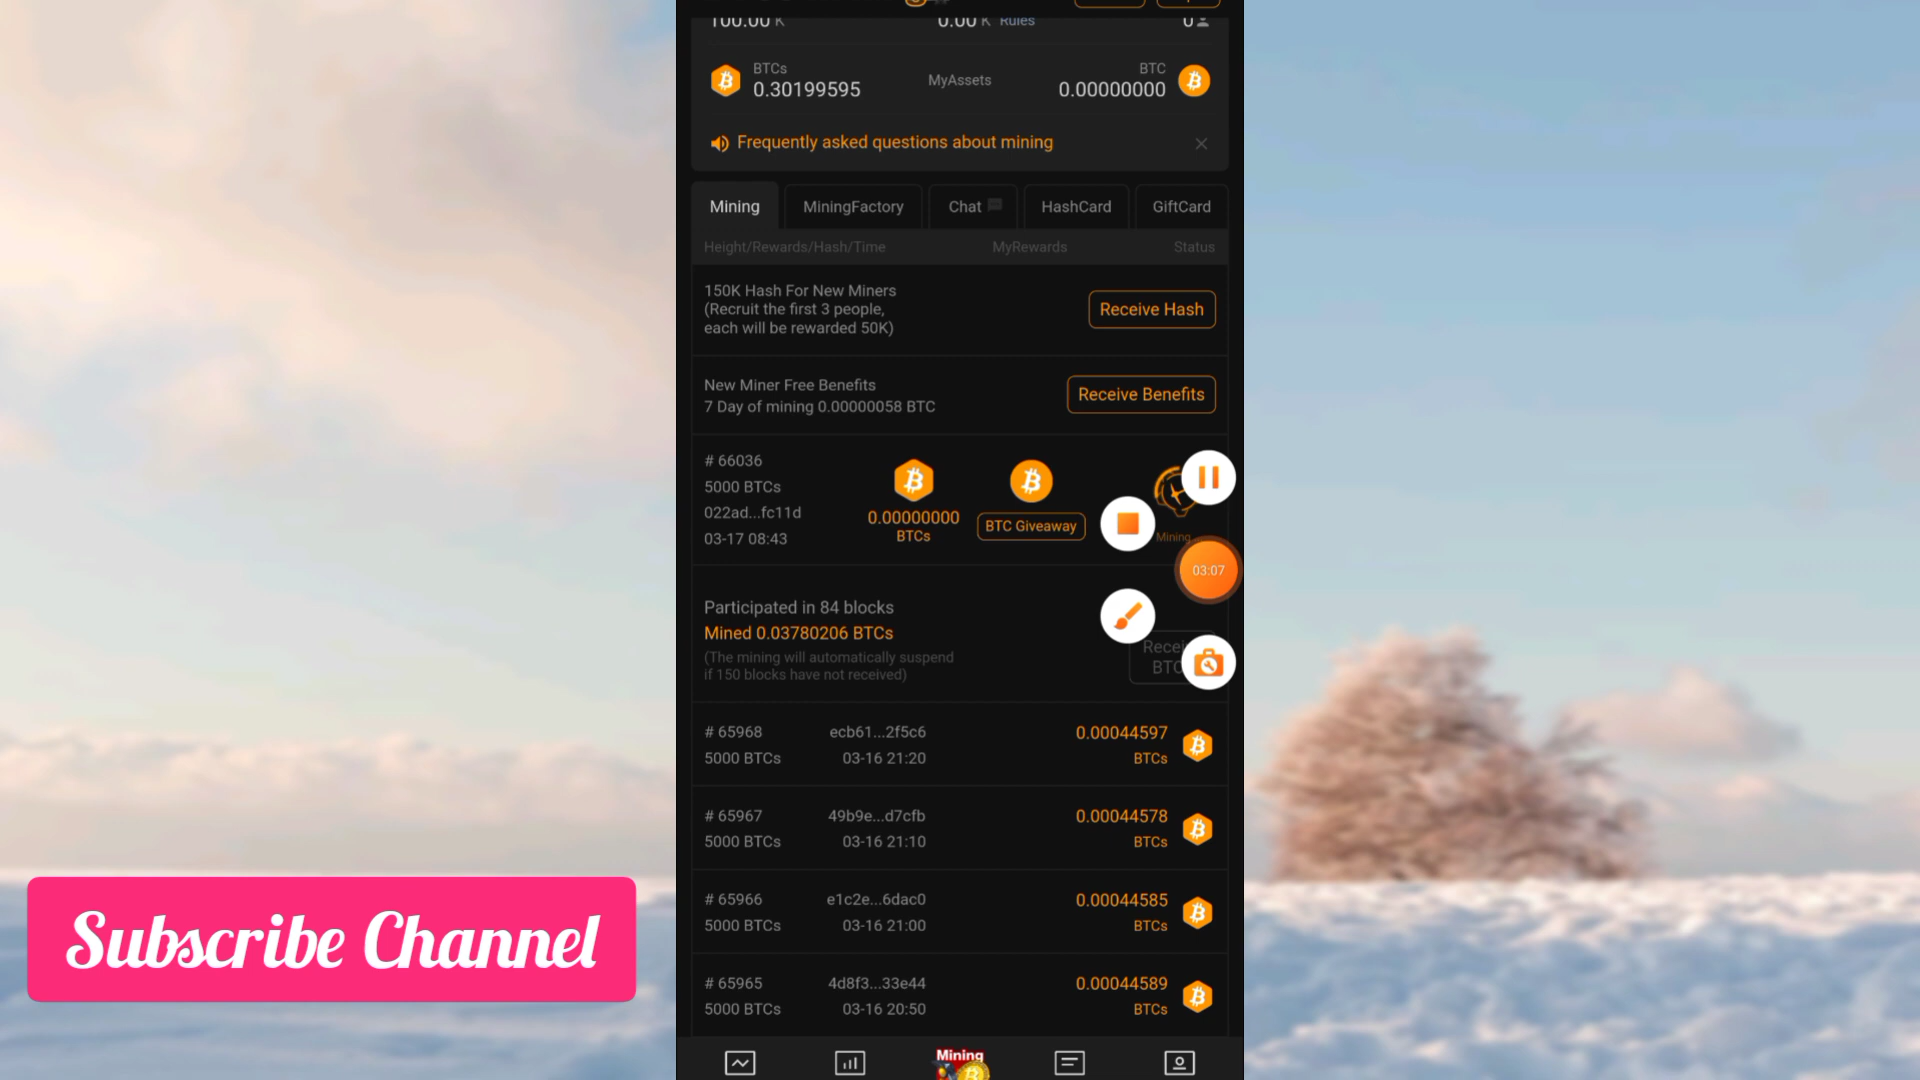 100.00 K 0.00 K Rules 0
BTCs
0.30199595
MyAssets
BTC
0.00000000
Frequently asked questions about mining
Mining MiningFactory Chat HashCard GiftCard
Height/Rewards/Hash/Time MyRewards Status
150K Hash For New Miners
(Recruit the first 3 people,
each will be rewarded 50K)
Receive Hash
New Miner Free Benefits
7 Day of mining 0.00000058 BTC
Receive Benefits
# 66036
5000 BTCs
022ad...fc11d
03-17 08:43
0.00000000
BTCs
BTC Giveaway
Mining
03:07
Participated in 84 blocks
Mined 0.03780206 BTCs
(The mining will automatically suspend
if 150 blocks have not received)
# 65968 ecb61...2f5c6 0.00044597
5000 BTCs 03-16 21:20 BTCs
# 65967 49b9e...d7cfb 0.00044578
5000 BTCs 03-16 21:10 BTCs
# 65966 e1c2e...6dac0 0.00044585
5000 BTCs 03-16 21:00 BTCs
# 65965 4d8f3...33e44 0.00044589
5000 BTCs 03-16 20:50 BTCs
Mining
Subscribe Channel